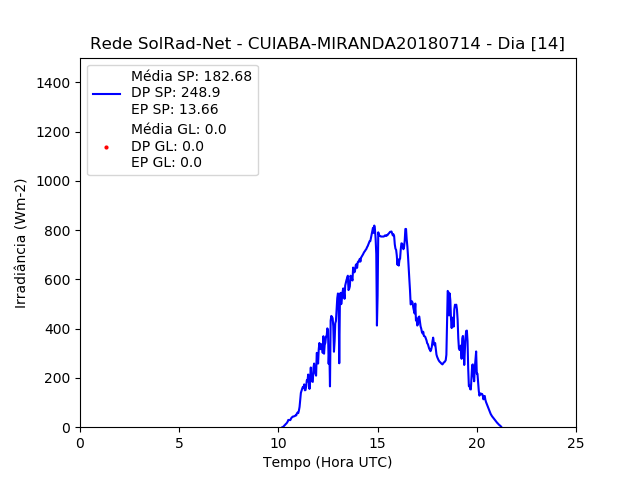 Rede SolRad-Net - CUIABA-MIRANDA20180714 - Dia [14]
Média SP: 182.68
DP SP: 248.9
EP SP: 13.66
Média GL: 0.0
DP GL: 0.0
EP GL: 0.0
Irradiância (Wm-2)
1400
1200
1000
800
600
400
200
0
0 5 10 15 20 25
Tempo (Hora UTC)